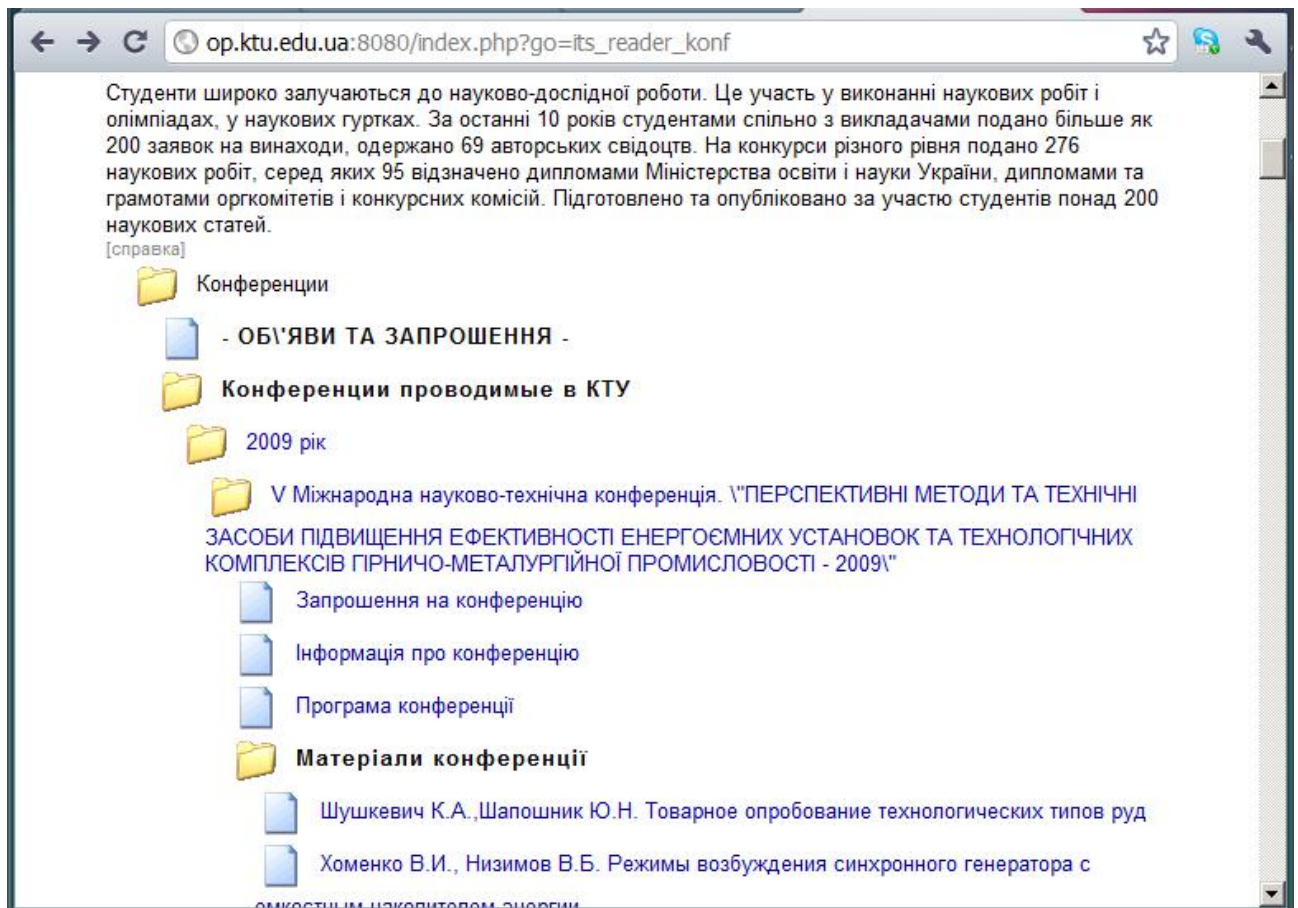 op.ktu.edu.ua:8080/index.php?go=its_reader_konf
Студенти широко залучаються до науково-дослідної роботи. Це участь у виконанні наукових робіт і
олімпіадах, у наукових гуртках. За останні 10 років студентами спільно з викладачами подано більше як
200 заявок на винаходи, одержано 69 авторських свідоцтв. На конкурси різного рівня подано 276
наукових робіт, серед яких 95 відзначено дипломами Міністерства освіти і науки України, дипломами та
грамотами оргкомітетів і конкурсних комісій. Підготовлено та опубліковано за участю студентів понад 200
наукових статей.
[справка]
Конференции
- ОБ\'ЯВИ ТА ЗАПРОШЕННЯ -
Конференции проводимые в КТУ
2009 рік
V Міжнародна науково-технічна конференція. \"ПЕРСПЕКТИВНІ МЕТОДИ ТА ТЕХНІЧНІ
ЗАСОБИ ПІДВИЩЕННЯ ЕФЕКТИВНОСТІ ЕНЕРГОЄМНИХ УСТАНОВОК ТА ТЕХНОЛОГІЧНИХ
КОМПЛЕКСІВ ГІРНИЧО-МЕТАЛУРГІЙНОЇ ПРОМИСЛОВОСТІ - 2009\"
Запрошення на конференцію
Інформація про конференцію
Програма конференції
Матеріали конференції
Шушкевич К.А.,Шапошник Ю.Н. Товарное опробование технологических типов руд
Хоменко В.И., Низимов В.Б. Режимы возбуждения синхронного генератора с
емкостным накопителем энергии